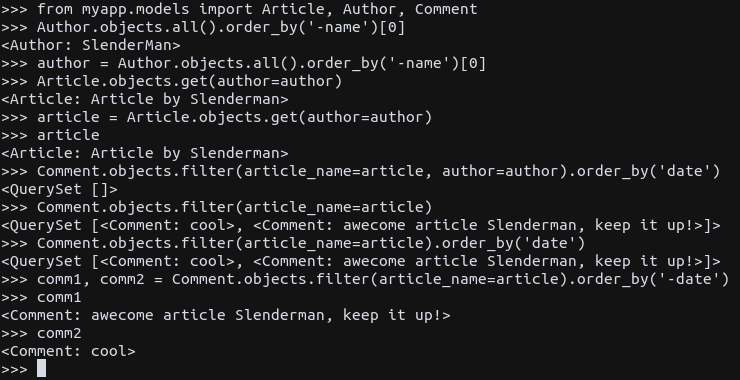 >>> from myapp.models import Article, Author, Comment
>>> Author.objects.all().order_by('-name')[0]
<Author: SlenderMan>
>>> author = Author.objects.all().order_by('-name')[0]
>>> Article.objects.get(author=author)
<Article: Article by Slenderman>
>>> article = Article.objects.get(author=author)
>>> article
<Article: Article by Slenderman>
>>> Comment.objects.filter(article_name=article, author=author).order_by('date')
<QuerySet []>
>>> Comment.objects.filter(article_name=article)
<QuerySet [<Comment: cool>, <Comment: awecome article Slenderman, keep it up!>]>
>>> Comment.objects.filter(article_name=article).order_by('date')
<QuerySet [<Comment: cool>, <Comment: awecome article Slenderman, keep it up!>]>
>>> comm1, comm2 = Comment.objects.filter(article_name=article).order_by('-date')
>>> comm1
<Comment: awecome article Slenderman, keep it up!>
>>> comm2
<Comment: cool>
>>>